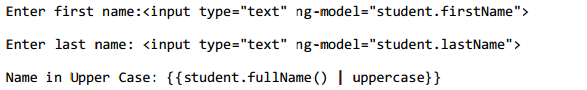 Enter first name:<input type="text" ng-model="student.firstName">
Enter last name: <input type="text" ng-model="student.lastName">
Name in Upper Case: {{student.fullName() | uppercase}}